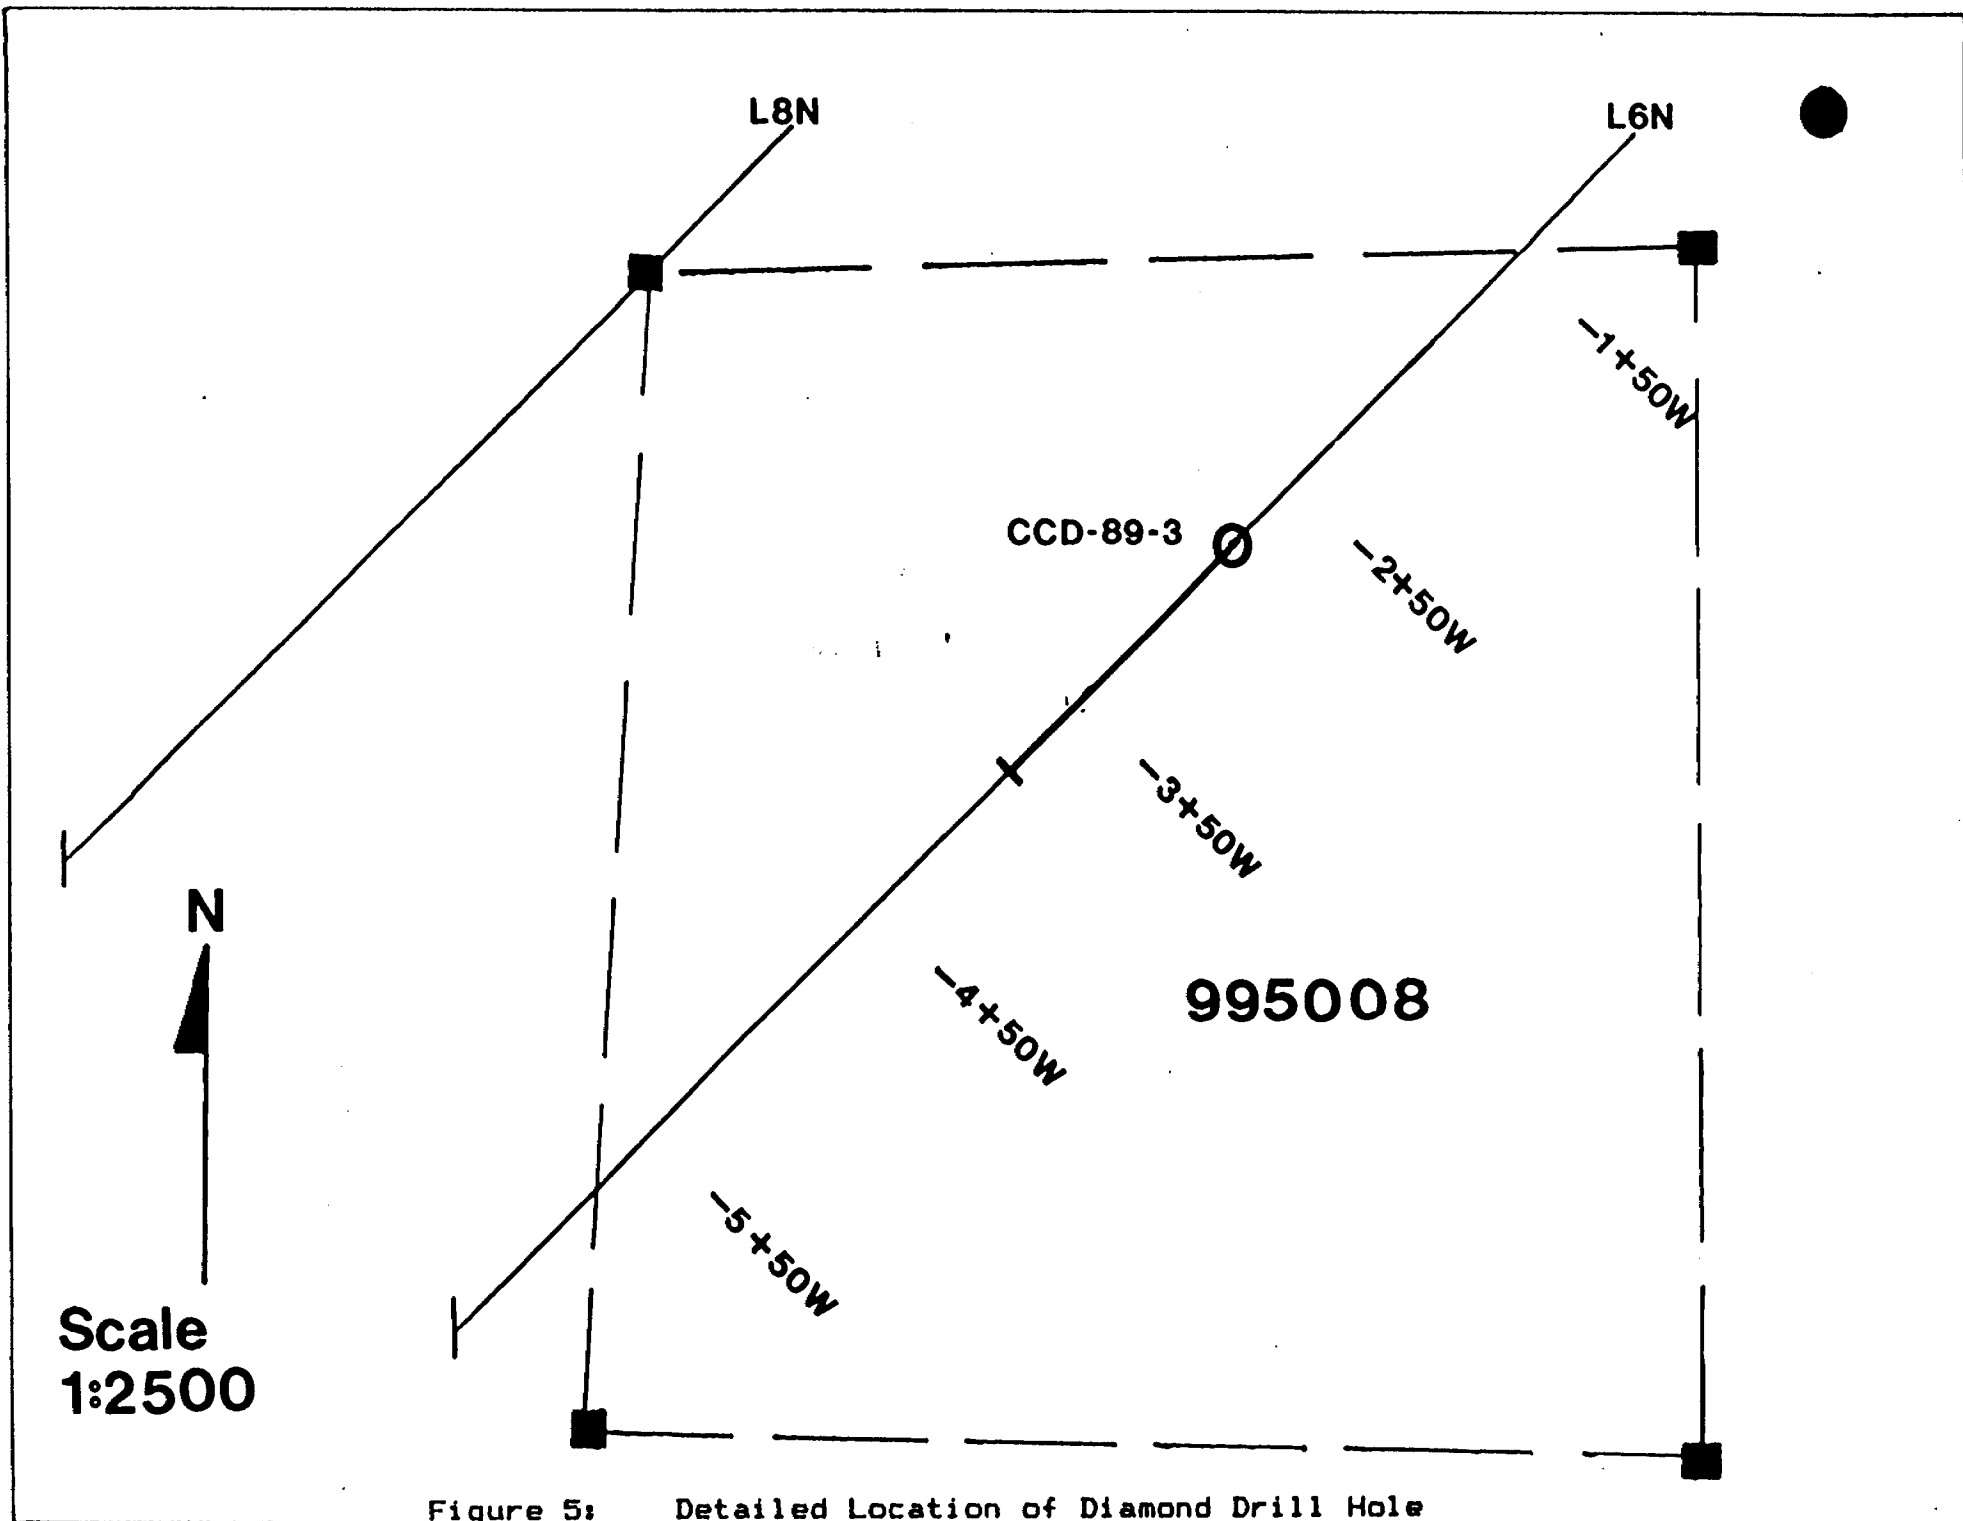 L8N
L6N
-1+50W
CCD-89-3
-2+50W
-3+50W
N
-4+50W
995008
-5+50W
Scale
1:2500
Figure 5: Detailed Location of Diamond Drill Hole